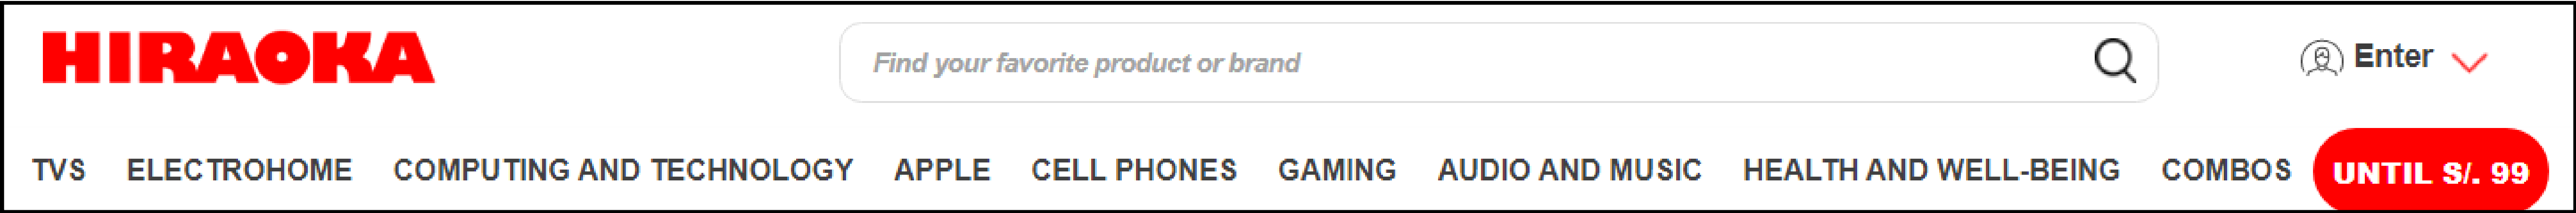 HIRAOKA
Find your favorite product or brand
Enter
TVS ELECTROHOME COMPUTING AND TECHNOLOGY APPLE CELL PHONES GAMING AUDIO AND MUSIC HEALTH AND WELL-BEING COMBOS UNTIL S/. 99